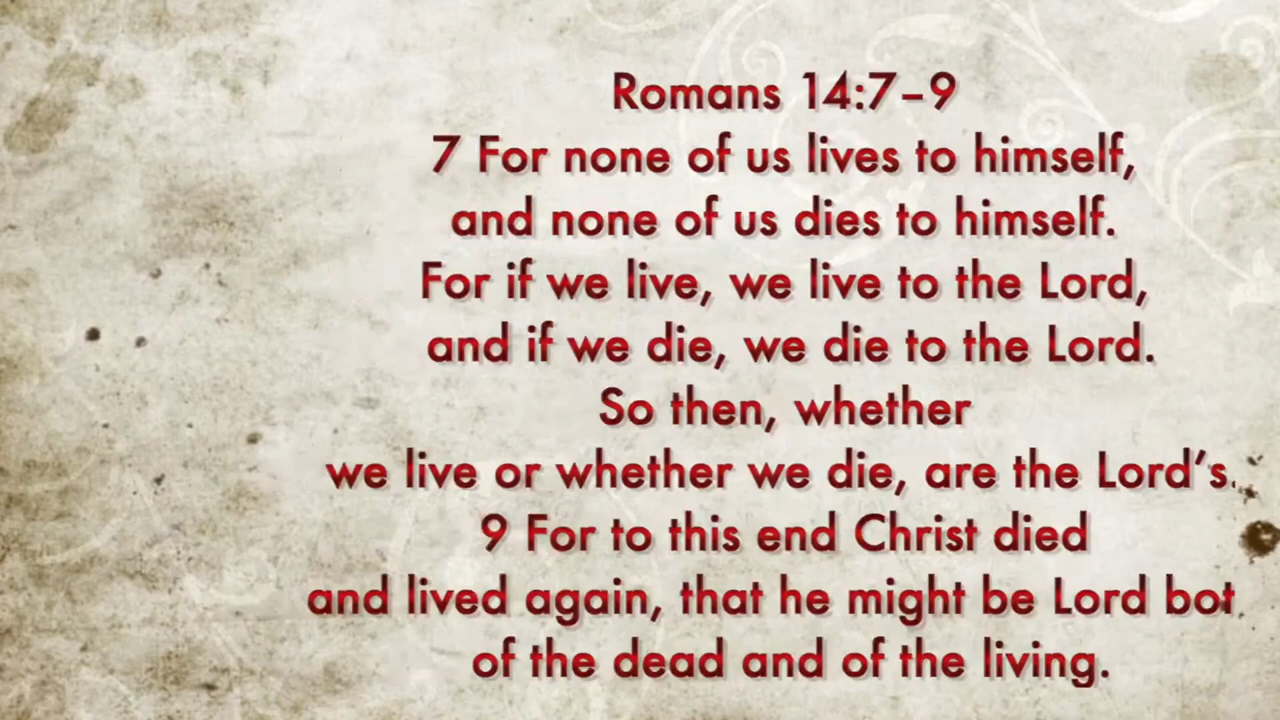 Romans 14:7–9
7 For none of us lives to himself,
and none of us dies to himself.
For if we live, we live to the Lord,
and if we die, we die to the Lord.
So then, whether
we live or whether we die, are the Lord’s.
9 For to this end Christ died
and lived again, that he might be Lord bot
of the dead and of the living.